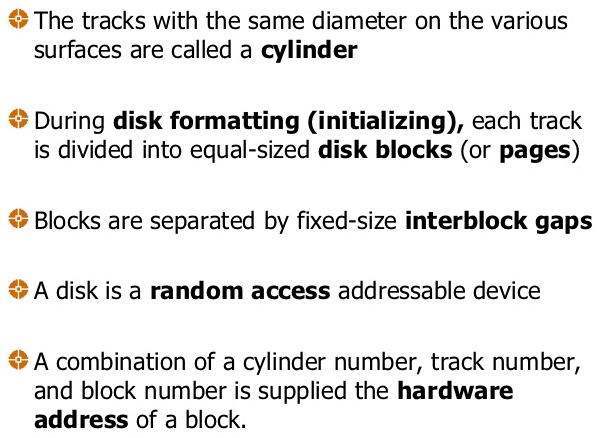 The tracks with the same diameter on the various
surfaces are called a cylinder
During disk formatting (initializing), each track
is divided into equal-sized disk blocks (or pages)
Blocks are separated by fixed-size interblock gaps
A disk is a random access addressable device
A combination of a cylinder number, track number,
and block number is supplied the hardware
address of a block.